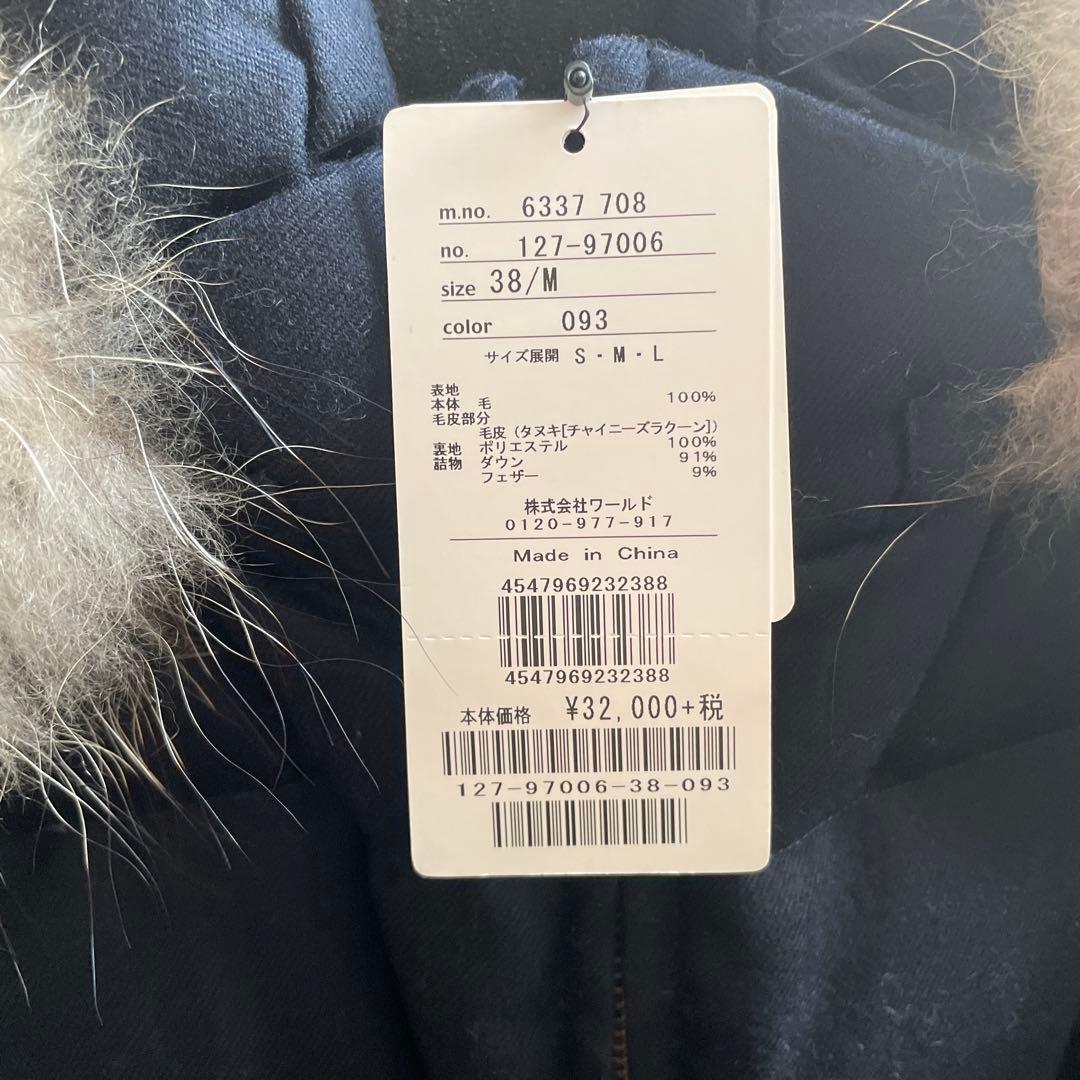 m.no. 6337 708
no. 127-97006
size 38/M
color 093
サイズ展開 S・M・L
表地
本体 毛 100%
毛皮部分
毛皮（タヌキ[チャイニーズラクーン]）
裏地 ポリエステル 100%
詰物 ダウン 91%
フェザー 9%
株式会社ワールド
0120-977-917
Made in China
4547969232388
4547969232388
本体価格 ¥32,000+税
127-97006-38-093